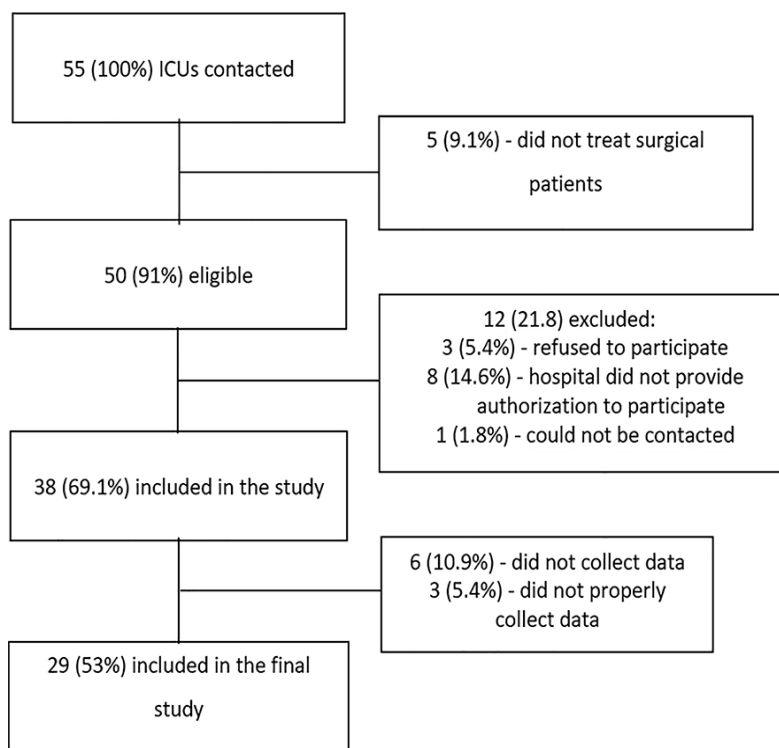 55 (100%) ICUs contacted
5 (9.1%) - did not treat surgical
patients
50 (91%) eligible
12 (21.8) excluded:
3 (5.4%) - refused to participate
8 (14.6%) - hospital did not provide
authorization to participate
1 (1.8%) - could not be contacted
38 (69.1%) included in the study
6 (10.9%) - did not collect data
3 (5.4%) - did not properly
collect data
29 (53%) included in the final
study